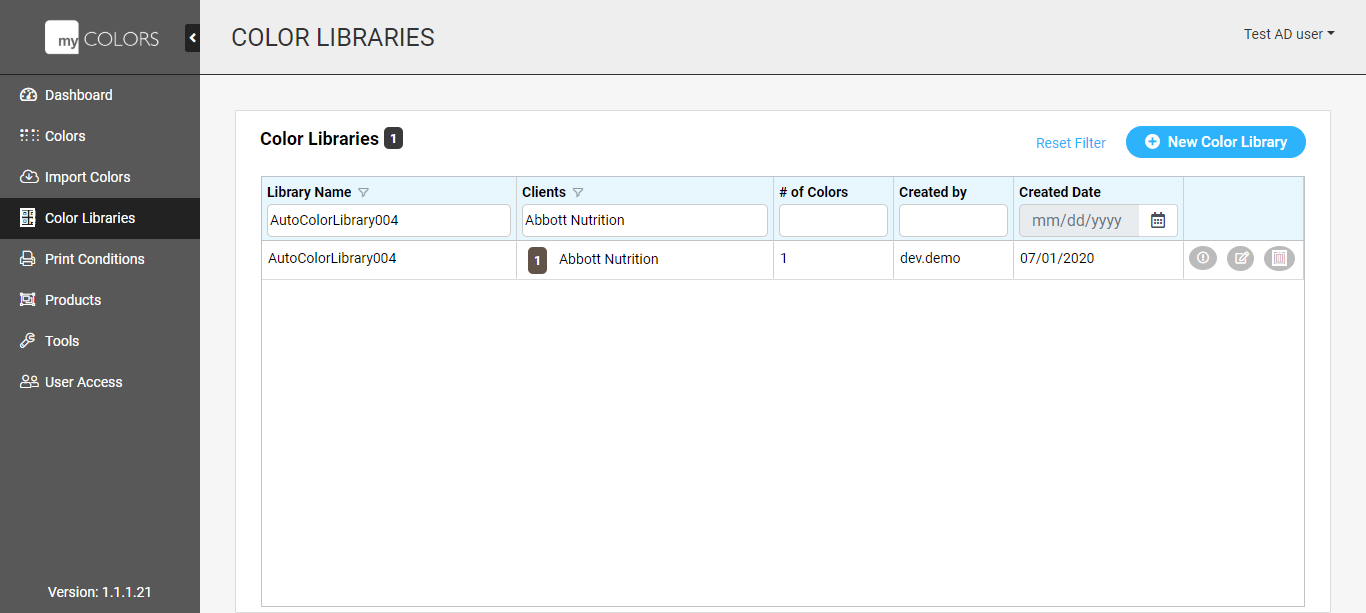 my COLORS
COLOR LIBRARIES
Test AD user
Dashboard
Colors
Import Colors
Color Libraries
Print Conditions
Products
Tools
User Access
Version: 1.1.1.21
Color Libraries 1
Reset Filter
New Color Library
Library Name Clients # of Colors Created by Created Date
AutoColorLibrary004 Abbott Nutrition mm/dd/yyyy
AutoColorLibrary004 1 Abbott Nutrition 1 dev.demo 07/01/2020